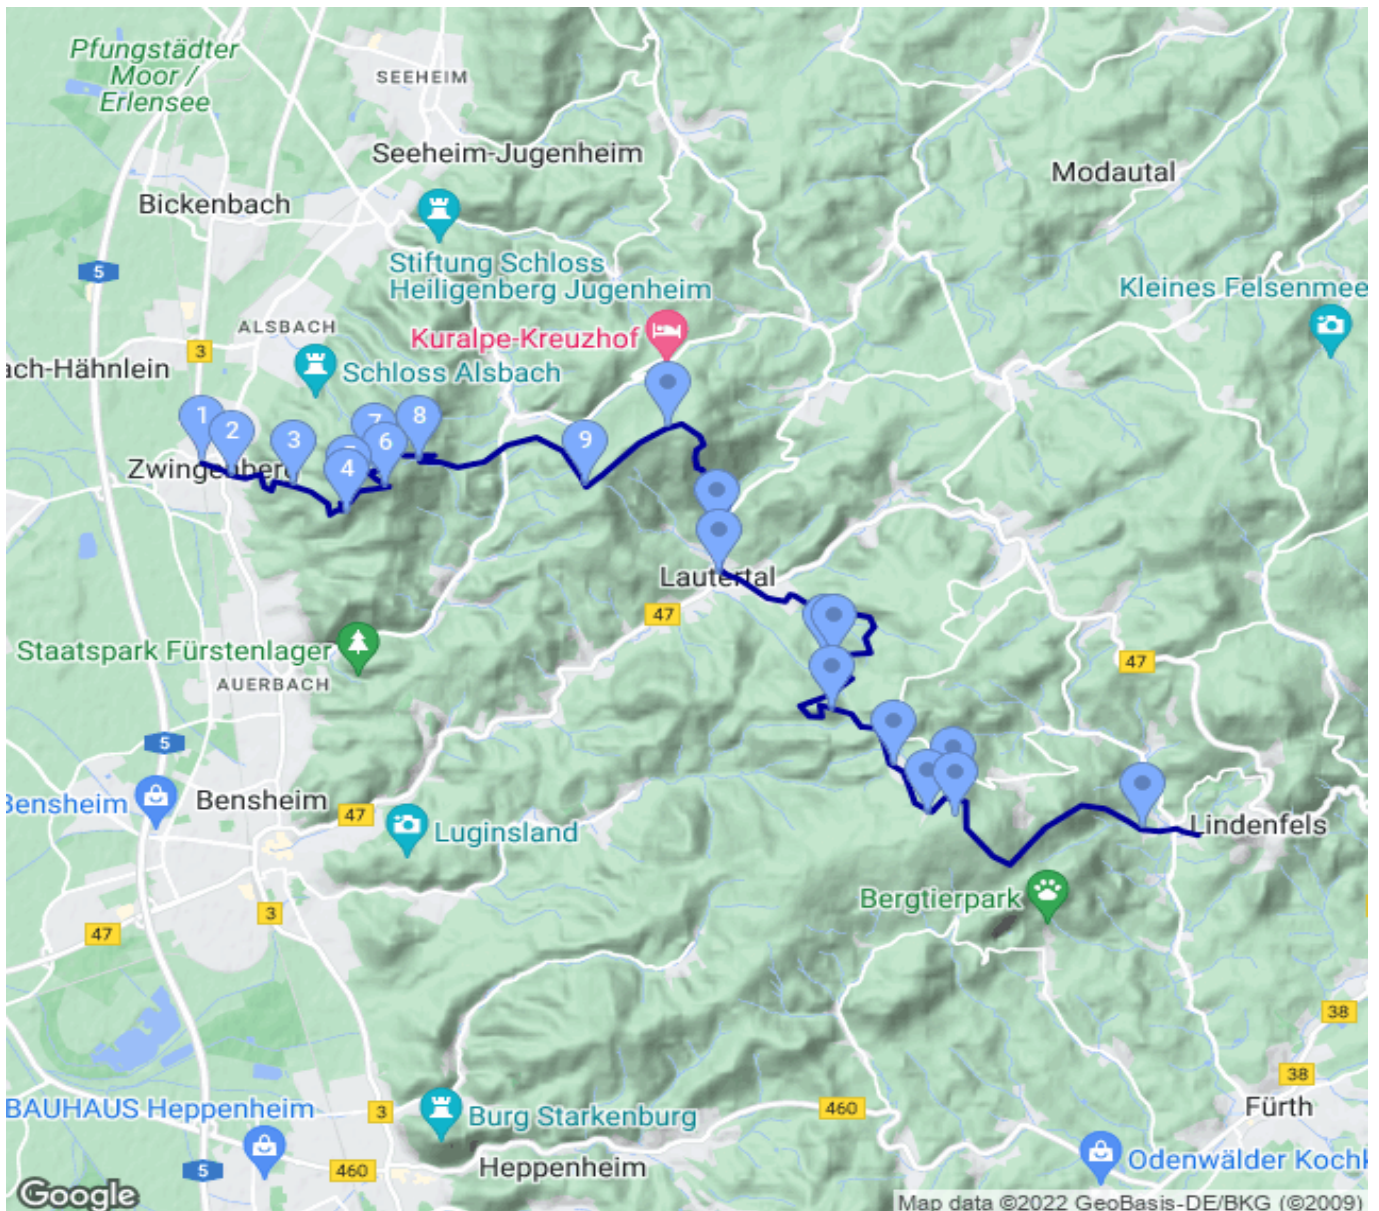 Pfungstädter
Moor /
Erlensee
SEEHEIM
Seeheim-Jugenheim
Modautal
Bickenbach
5
Stiftung Schloss
Heiligenberg Jugenheim
Kleines Felsenmee
ALSBACH
Kuralpe-Kreuzhof
3
ach-Hähnlein
Schloss Alsbach
1
2
3
7
8
6
4
9
Zwingenberg
Lautertal
47
Staatspark Fürstenlager
47
AUERBACH
5
Bensheim
Bensheim
47
Luginsland
Lindenfels
Bergtierpark
3
47
38
38
BAUHAUS Heppenheim
3
Burg Starkenburg
460
Fürth
5
460
Heppenheim
Odenwälder Kochk
Google
Map data ©2022 GeoBasis-DE/BKG (©2009)